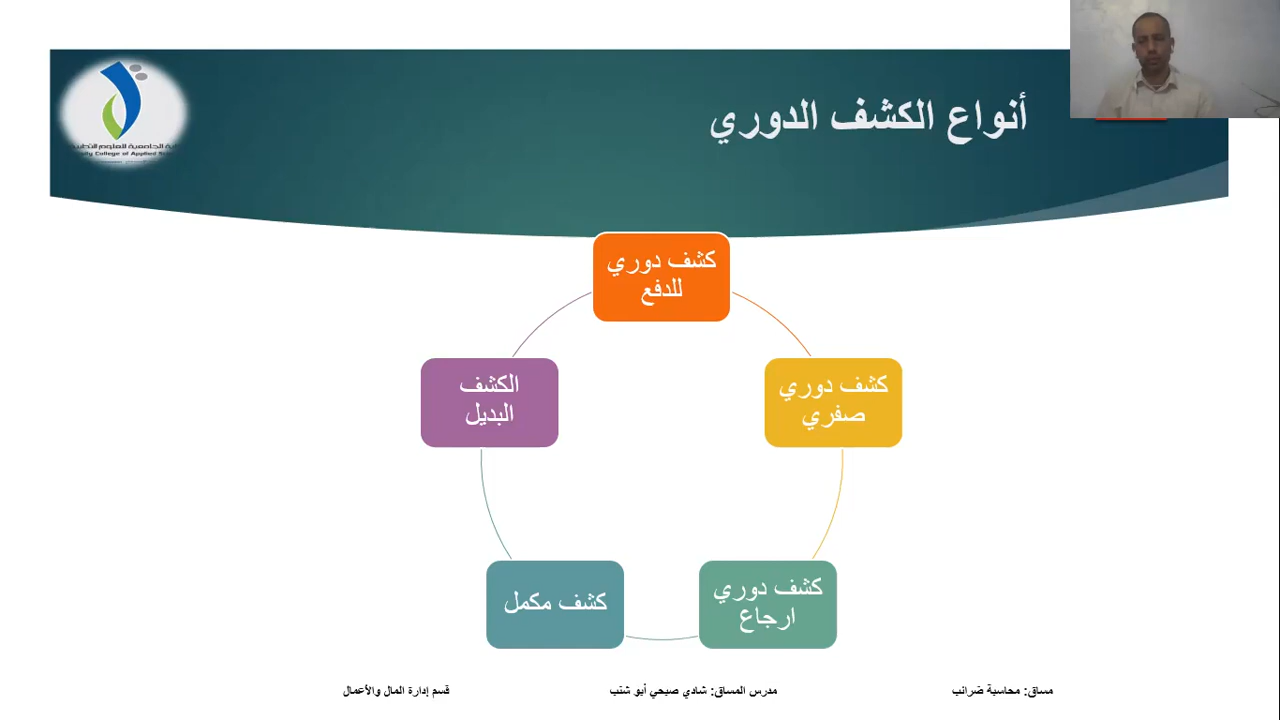 أنواع الكشف الدوري
كشف دوري
للدفع
كشف دوري
صفري
كشف دوري
ارجاع
كشف مكمل
الكشف
البديل
مساق: محاسبة ضرائب
مدرس المساق: شادي صبحي أبو شنب
قسم إدارة المال والأعمال